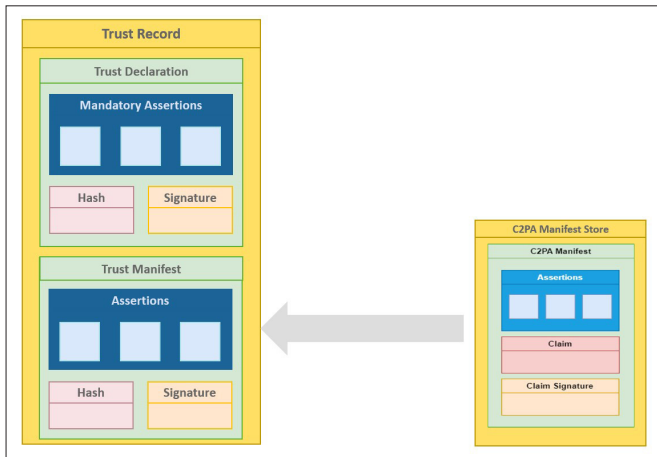 Trust Record
Trust Declaration
Mandatory Assertions
Hash
Signature
Trust Manifest
Assertions
Hash
Signature
C2PA Manifest Store
C2PA Manifest
Assertions
Claim
Claim Signature